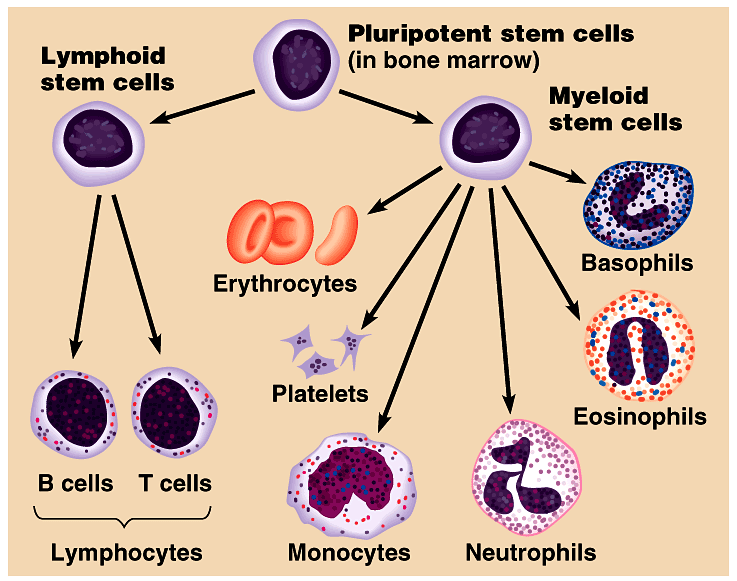 Pluripotent stem cells
(in bone marrow)
Lymphoid
stem cells
Myeloid
stem cells
Basophils
Erythrocytes
Platelets
Eosinophils
B cells
T cells
Lymphocytes
Monocytes
Neutrophils